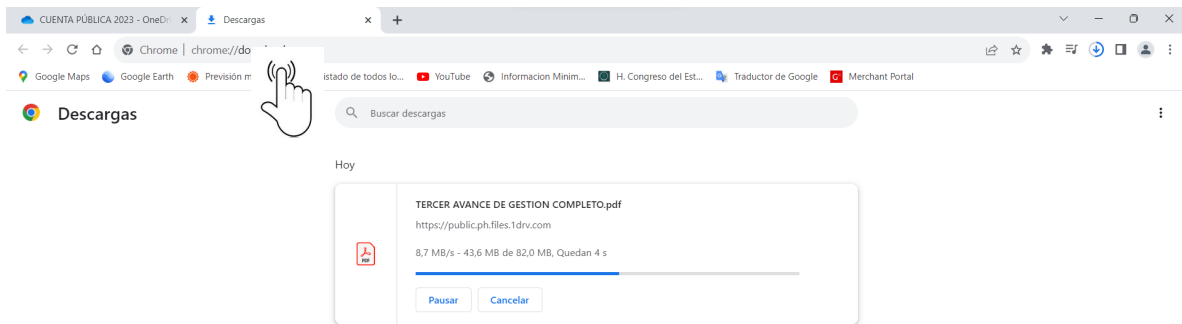 CUENTA PÚBLICA 2023 - OneDri
Descargas
Chrome | chrome://do
Google Maps Google Earth Previsión m istado de todos lo... YouTube Informacion Minim... H. Congreso del Est... Traductor de Google Merchant Portal
Descargas
Buscar descargas
Hoy
TERCER AVANCE DE GESTION COMPLETO.pdf
https://public.ph.files.1drv.com
8,7 MB/s - 43,6 MB de 82,0 MB, Quedan 4 s
PDF
Pausar Cancelar